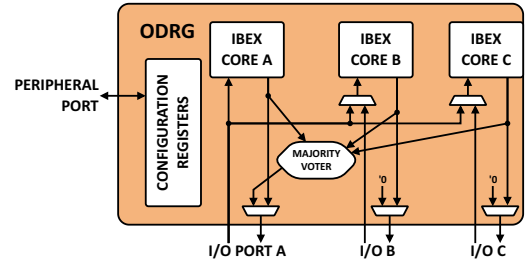 ODRG
IBEX
CORE A
IBEX
CORE B
IBEX
CORE C
PERIPHERAL
PORT
CONFIGURATION
REGISTERS
MAJORITY
VOTER
'0
'0
I/O PORT A
I/O B
I/O C